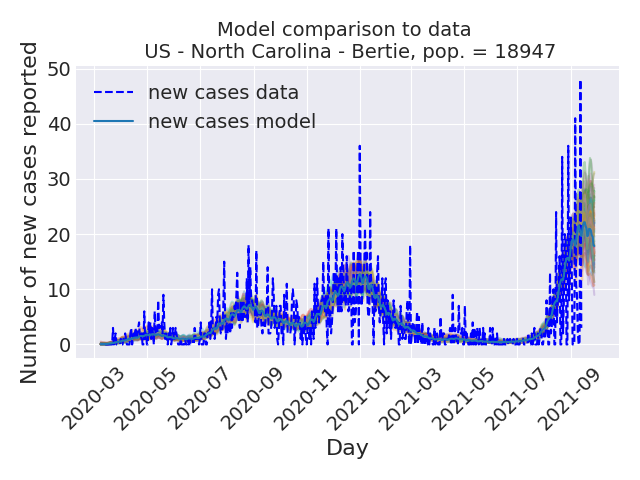 Model comparison to data
US - North Carolina - Bertie, pop. = 18947
Number of new cases reported
50
40
30
20
10
0
new cases data
new cases model
2020-03
2020-05
2020-07
2020-09
2020-11
2021-01
2021-03
2021-05
2021-07
2021-09
Day